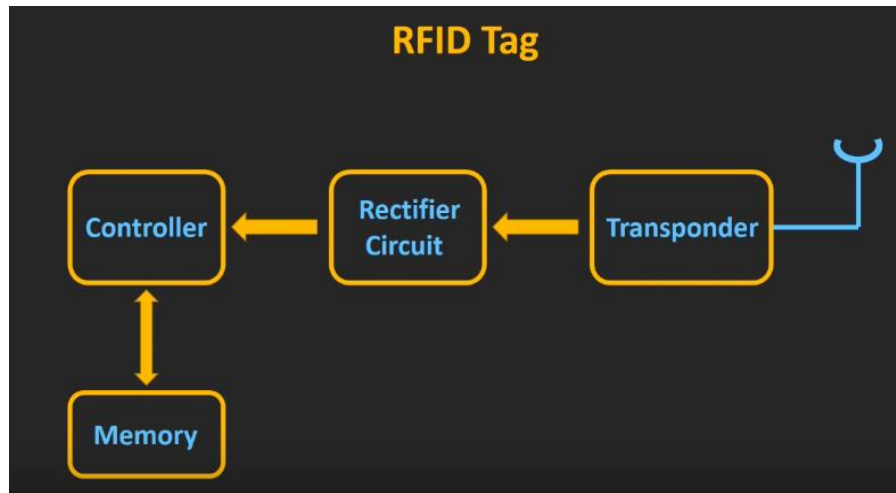 RFID Tag
Controller
Rectifier
Circuit
Transponder
Memory